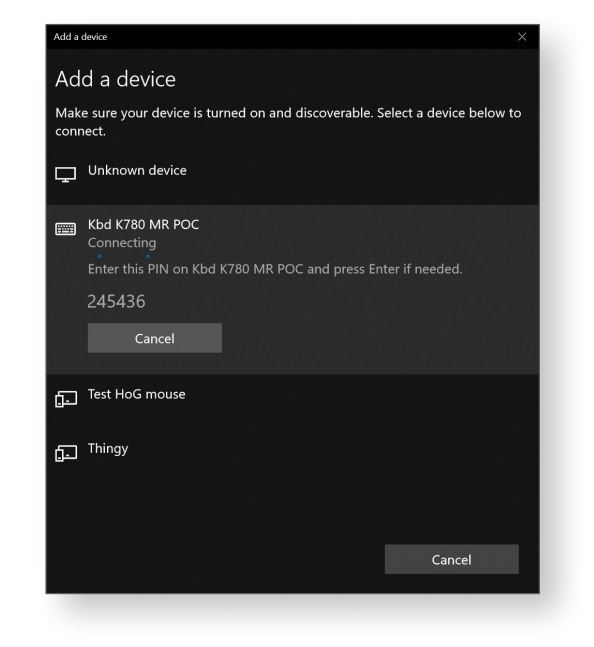 Add a device
Add a device
Make sure your device is turned on and discoverable. Select a device below to
connect.
Unknown device
Kbd K780 MR POC
Connecting
Enter this PIN on Kbd K780 MR POC and press Enter if needed.
245436
Cancel
Test HoG mouse
Thingy
Cancel